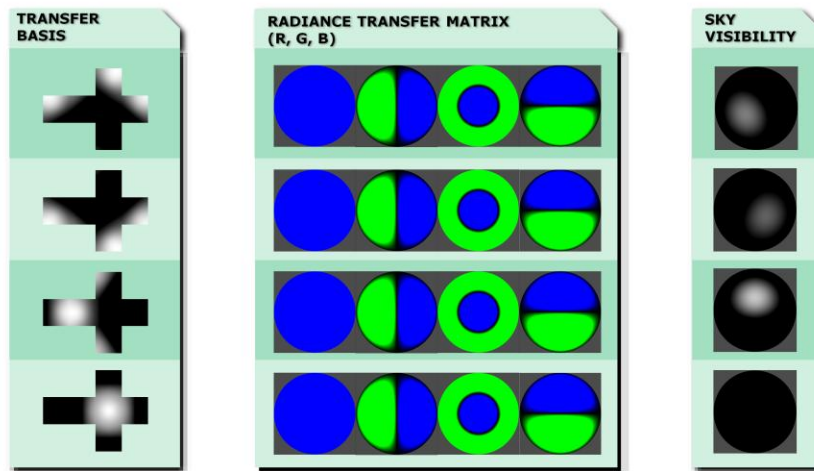 TRANSFER
BASIS
RADIANCE TRANSFER MATRIX
(R, G, B)
SKY
VISIBILITY